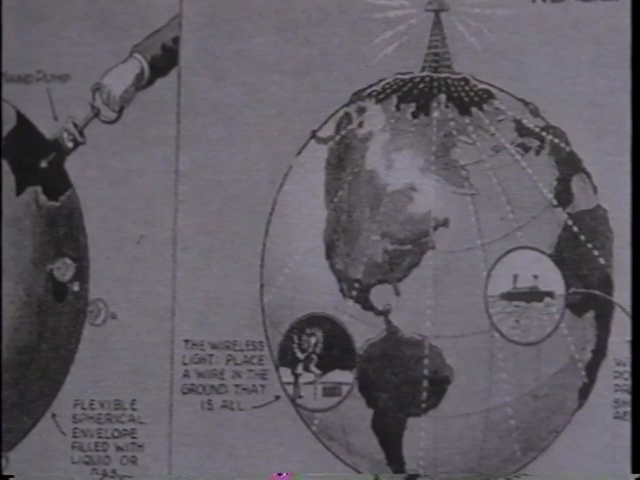 HAND PUMP
THE WIRELESS
LIGHT: PLACE
A WIRE IN THE
GROUND THAT
IS ALL
FLEXIBLE
SPHERICAL
ENVELOPE
FILLED WITH
LIQUID OR
GAS